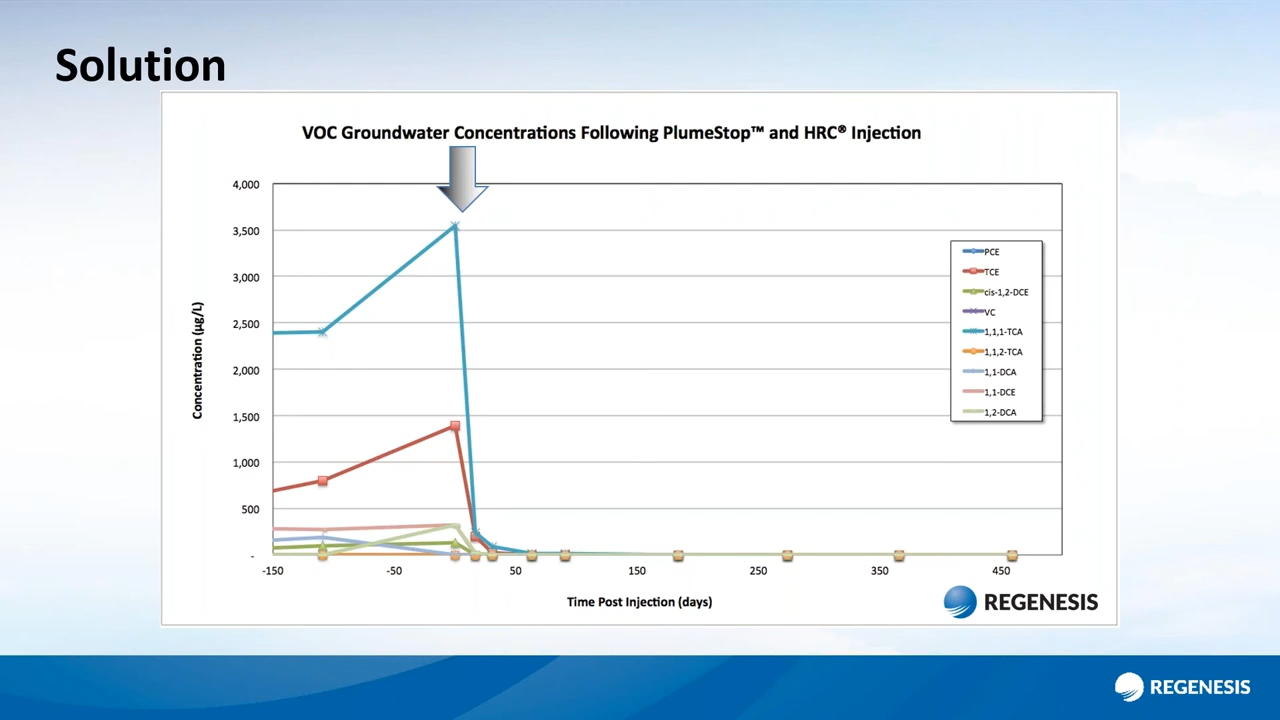 Solution
VOC Groundwater Concentrations Following PlumeStop™ and HRC® Injection
4,000
3,500
3,000
2,500
2,000
1,500
1,000
500
-
Concentration (µg/L)
-150
-50
50
150
250
350
450
Time Post Injection (days)
PCE
TCE
cis-1,2-DCE
VC
1,1,1-TCA
1,1,2-TCA
1,1-DCA
1,1-DCE
1,2-DCA
REGENESIS
REGENESIS